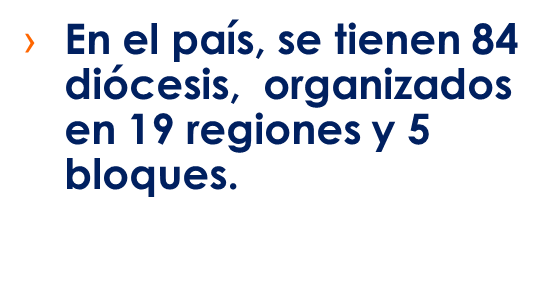 › En el país, se tienen 84
diócesis,  organizados
en 19 regiones y 5
bloques.